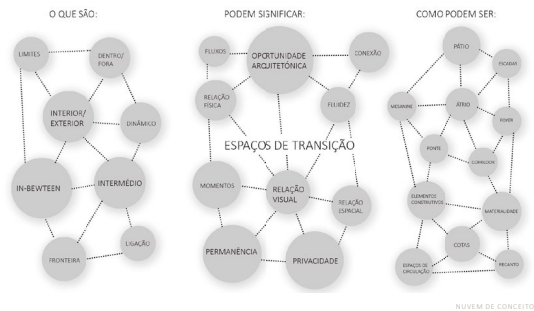 O QUE SÃO:
PODEM SIGNIFICAR:
COMO PODEM SER:
LIMITES
DENTRO/
FORA
INTERIOR/
EXTERIOR
DINÂMICO
IN-BEWTEEN
INTERMÉDIO
FRONTEIRA
LIGAÇÃO
FLUXOS
OPORTUNIDADE
ARQUITETÓNICA
CONEXÃO
RELAÇÃO
FÍSICA
FLUIDEZ
ESPAÇOS DE TRANSIÇÃO
MOMENTOS
RELAÇÃO
VISUAL
RELAÇÃO
ESPACIAL
PERMANÊNCIA
PRIVACIDADE
PÁTIO
ESCADAS
MEZANINE
ÁTRIO
FOYER
PONTE
CORREDOR
ELEMENTOS
CONSTRUTIVOS
MATERIALIDADE
COTAS
ESPAÇOS DE
CIRCULAÇÃO
RECANTO
NUVEM DE CONCEITO